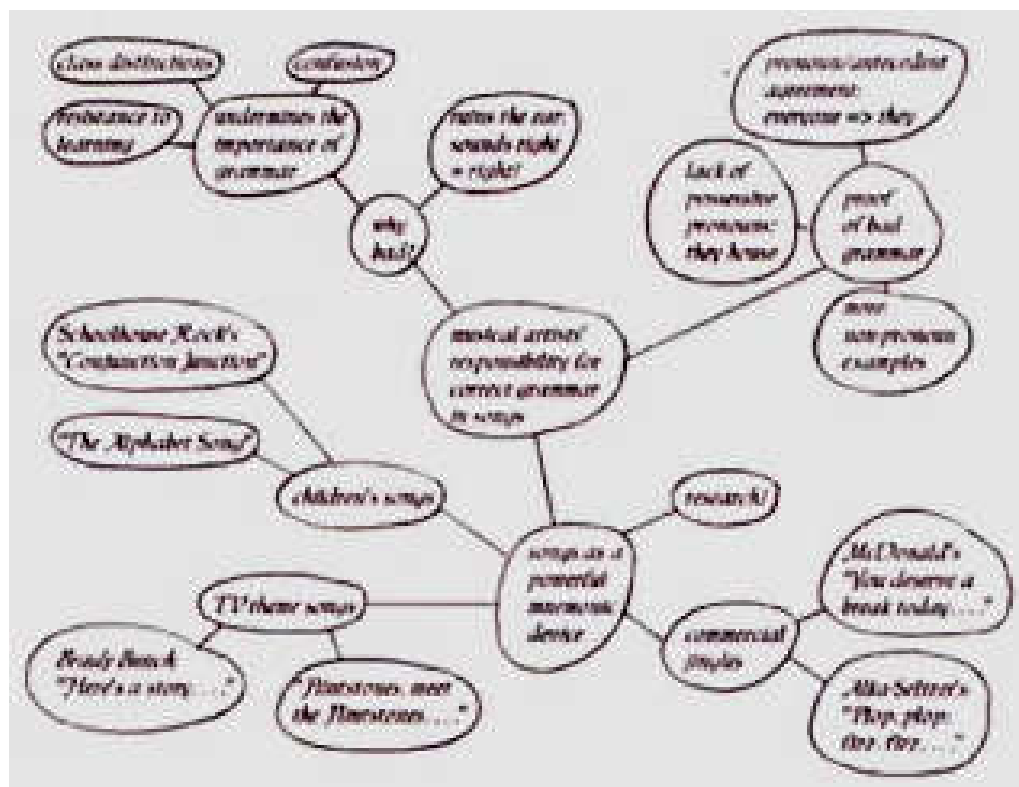 class distinctions
confusion
resistance to
learning
undermines the
importance of
grammar
ruins the ear:
sounds right
= right!
why
bad?
pronoun/antecedent
agreement:
everyone => they
lack of
possessive
pronouns:
they house
proof
of bad
grammar
more
non-pronoun
examples
musical artists'
responsibility for
correct grammar
in songs
Schoolhouse Rock's
"Conjunction Junction"
"The Alphabet Song"
children's songs
research!
songs as a
powerful
mnemonic
device
TV theme songs
Brady Bunch
"Here's a story . . . ."
"Flintstones, meet
the Flintstones . . . ."
commercial
jingles
McDonald's
"You deserve a
break today . . . ."
Alka-Seltzer's
"Plop, plop,
fizz, fizz . . . ."